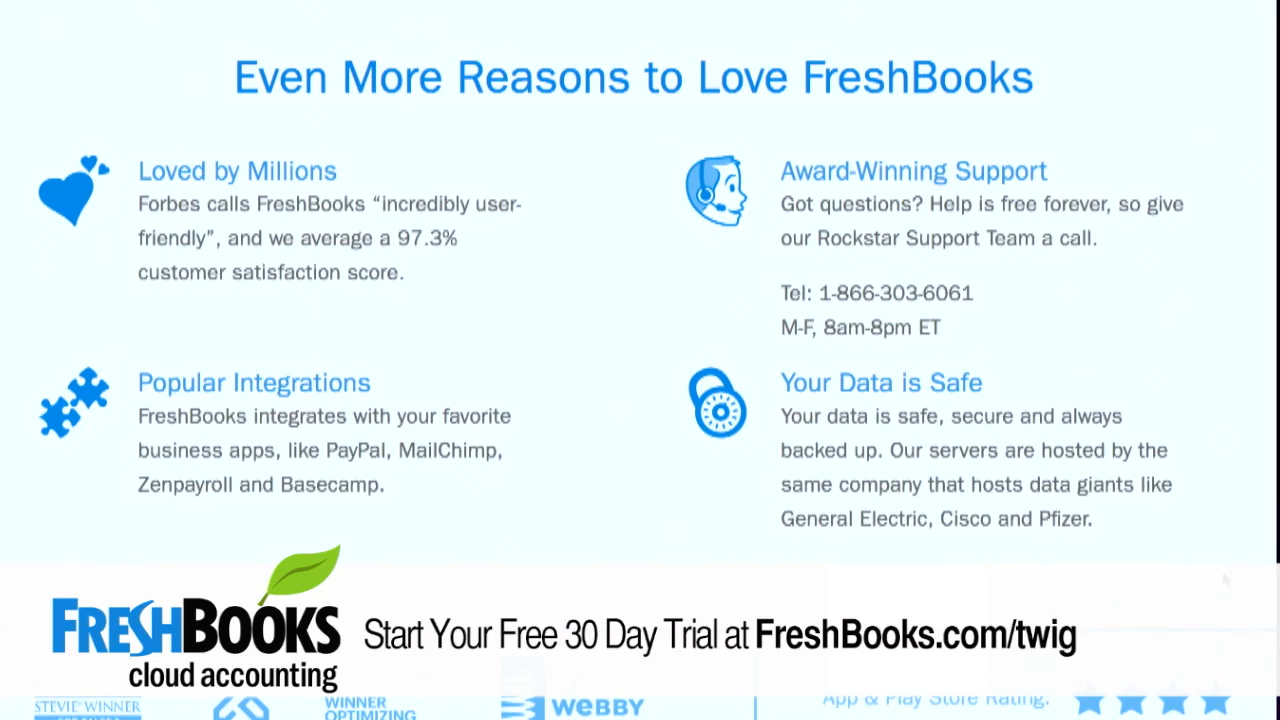 Even More Reasons to Love FreshBooks
Loved by Millions
Forbes calls FreshBooks “incredibly user-
friendly”, and we average a 97.3%
customer satisfaction score.
Award-Winning Support
Got questions? Help is free forever, so give
our Rockstar Support Team a call.
Tel: 1-866-303-6061
M-F, 8am-8pm ET
Popular Integrations
FreshBooks integrates with your favorite
business apps, like PayPal, MailChimp,
Zenpayroll and Basecamp.
Your Data is Safe
Your data is safe, secure and always
backed up. Our servers are hosted by the
same company that hosts data giants like
General Electric, Cisco and Pfizer.
FRESHBOOKS
cloud accounting
Start Your Free 30 Day Trial at FreshBooks.com/twig
STEVIE® WINNER
WINNER
OPTIMIZING
WEBBY
App & Play Store Rating: